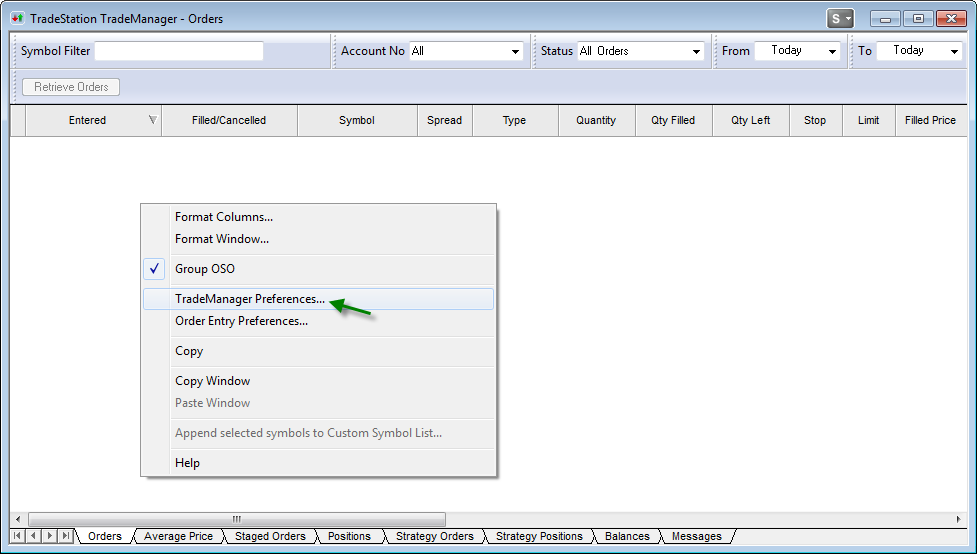 TradeStation TradeManager - Orders
S
Symbol Filter Account No All Status All Orders From Today To Today
Retrieve Orders
Entered Filled/Cancelled Symbol Spread Type Quantity Qty Filled Qty Left Stop Limit Filled Price
Format Columns...
Format Window...
Group OSO
TradeManager Preferences...
Order Entry Preferences...
Copy
Copy Window
Paste Window
Append selected symbols to Custom Symbol List...
Help
Orders Average Price Staged Orders Positions Strategy Orders Strategy Positions Balances Messages